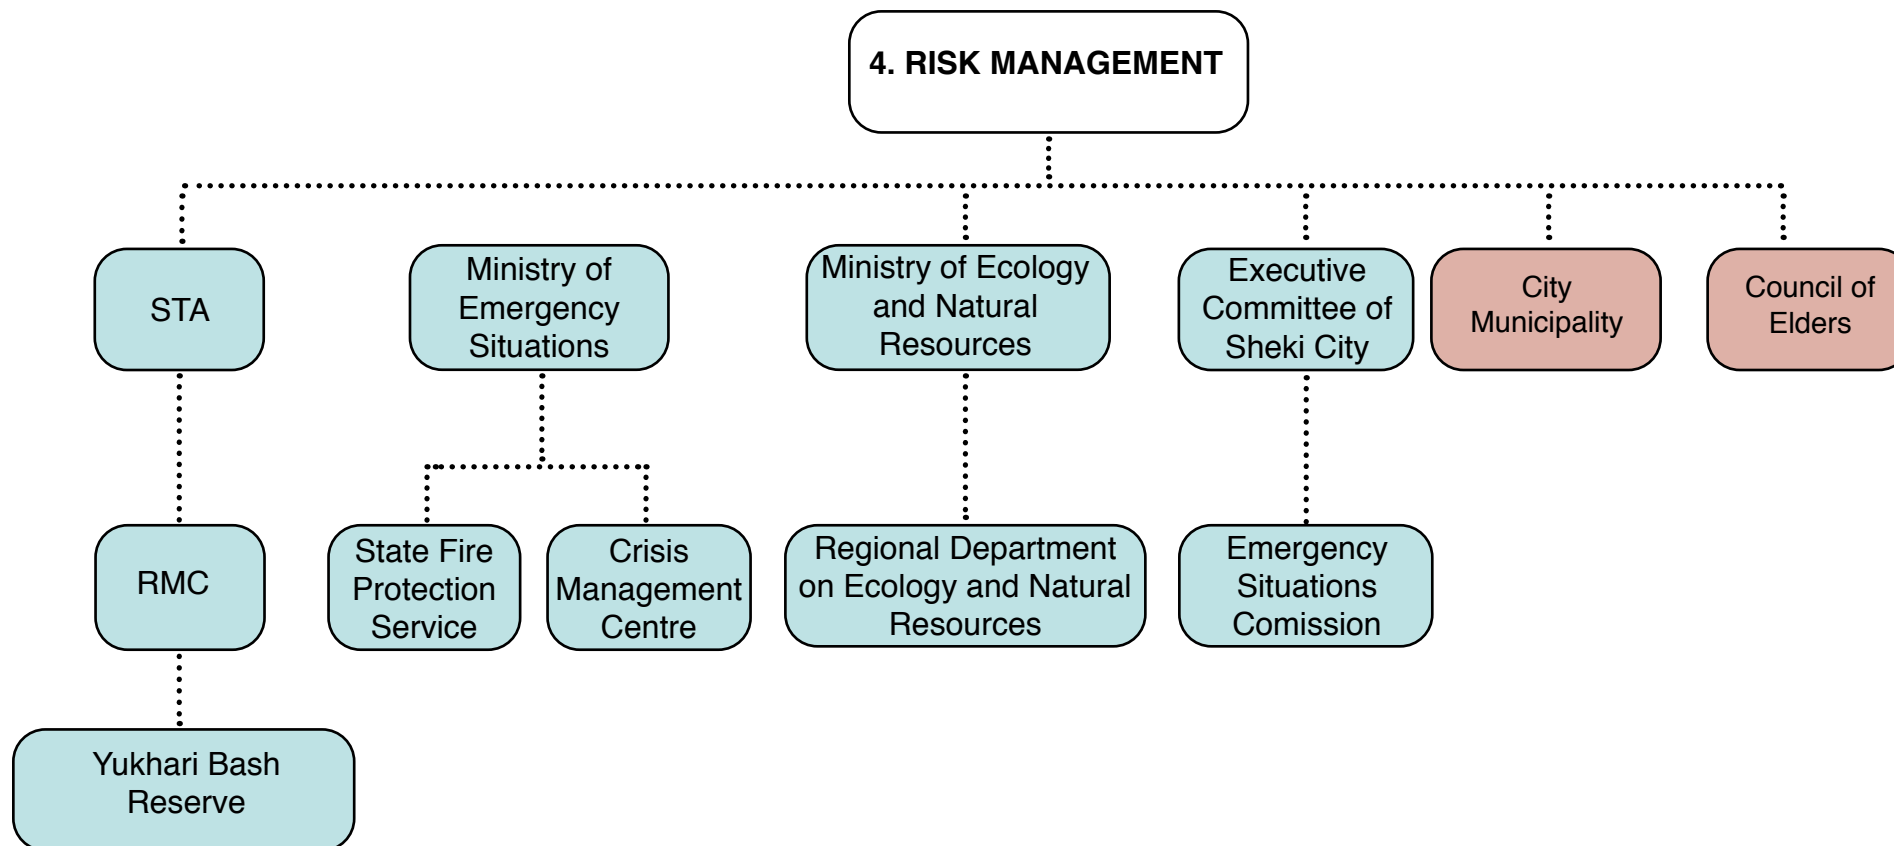 4. RISK MANAGEMENT
STA
Ministry of
Emergency
Situations
Ministry of Ecology
and Natural
Resources
Executive
Committee of
Sheki City
City
Municipality
Council of
Elders
RMC
State Fire
Protection
Service
Crisis
Management
Centre
Regional Department
on Ecology and Natural
Resources
Emergency
Situations
Comission
Yukhari Bash
Reserve